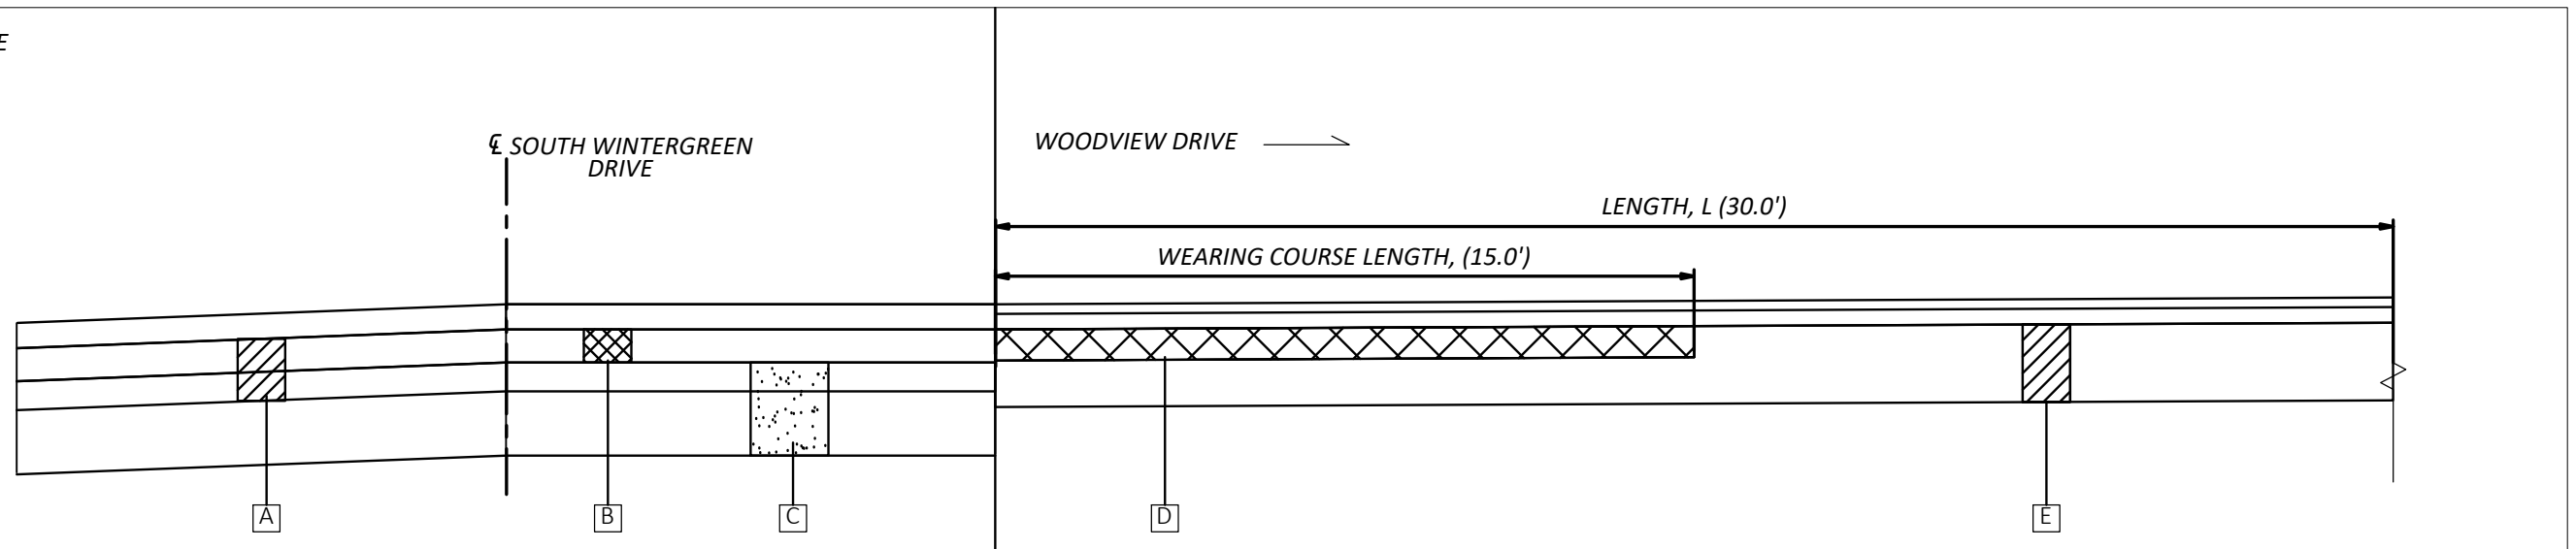 E
℄ SOUTH WINTERGREEN
DRIVE
WOODVIEW DRIVE
LENGTH, L (30.0')
WEARING COURSE LENGTH, (15.0')
A
B
C
D
E